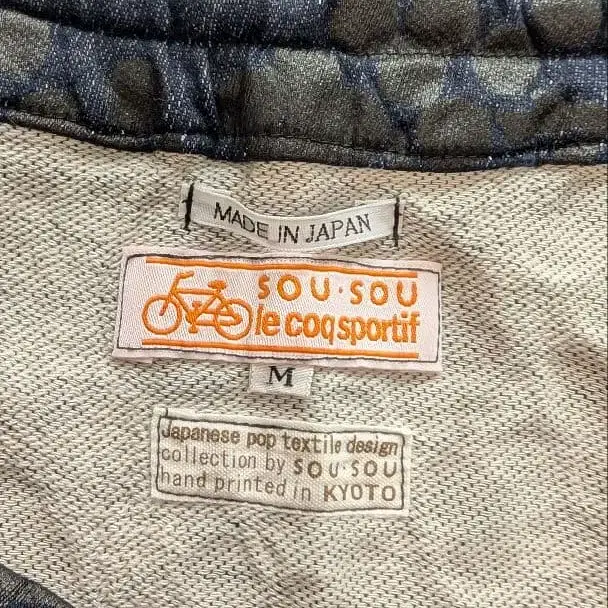 MADE IN JAPAN
SOU·SOU
le coq sportif
M
Japanese pop textile design
collection by SOU·SOU
hand printed in KYOTO